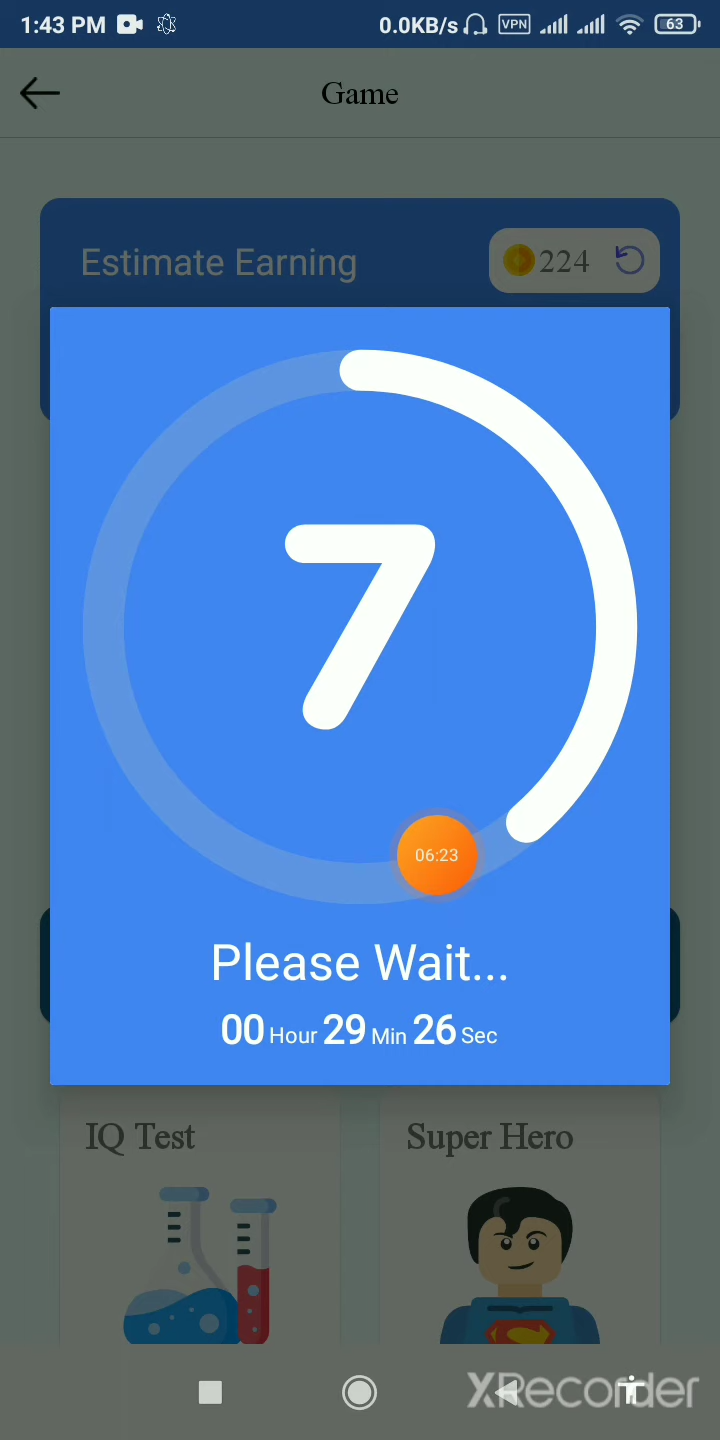 1:43 PM 0.0KB/s VPN 63
Game
Estimate Earning 224
7
06:23
Please Wait...
00 Hour 29 Min 26 Sec
IQ Test Super Hero
XRecorder